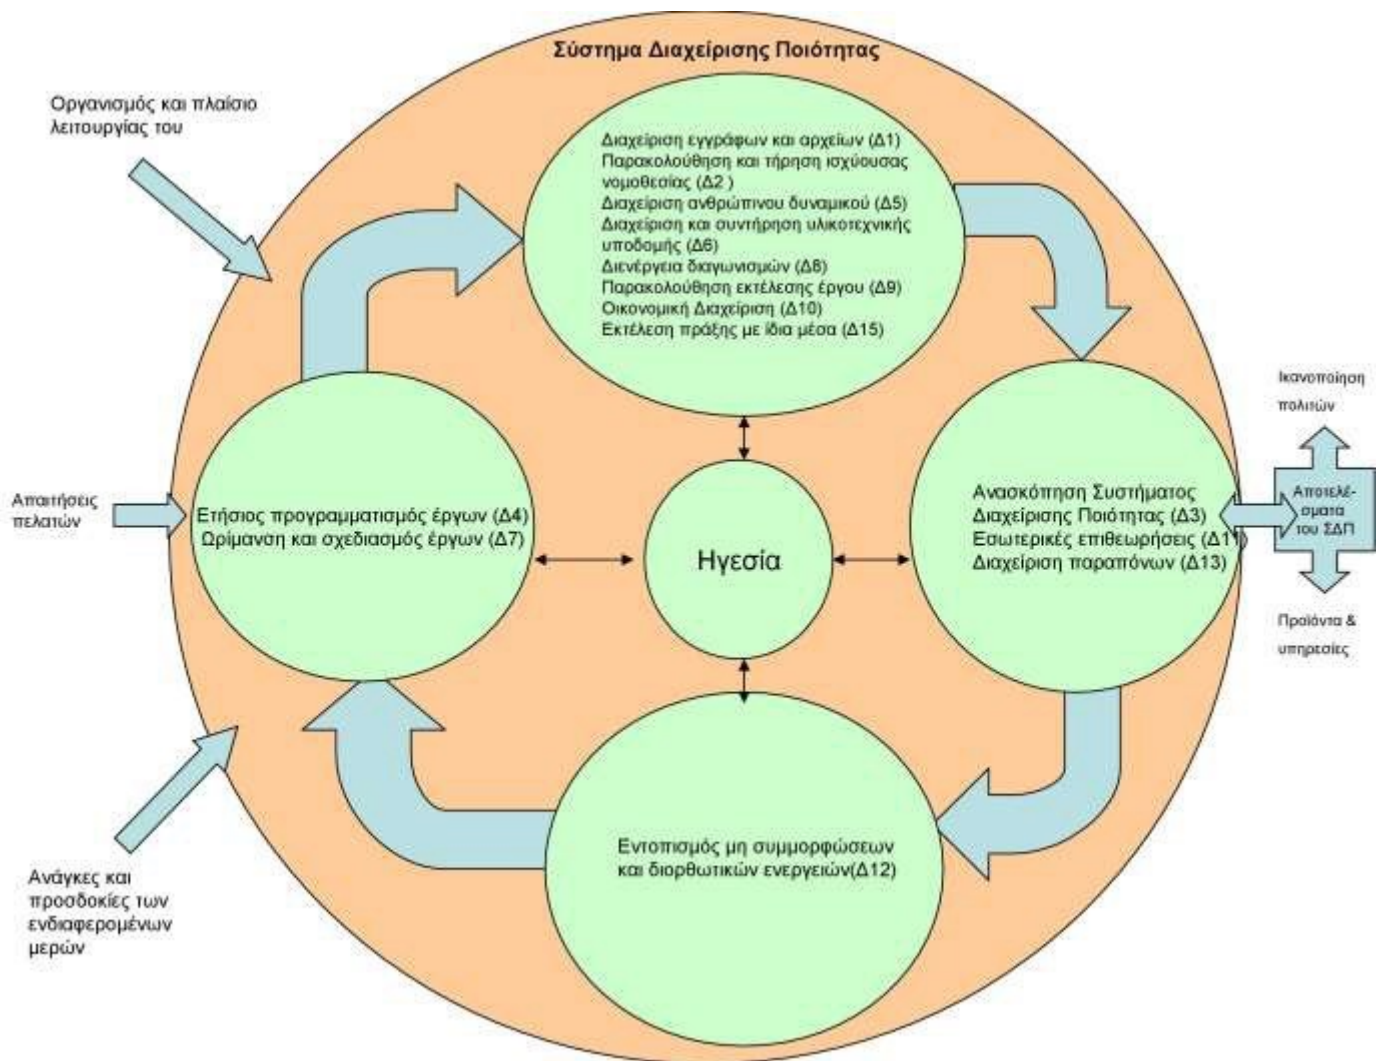 Σύστημα Διαχείρισης Ποιότητας
Οργανισμός και πλαίσιο
λειτουργίας του
Διαχείριση εγγράφων και αρχείων (Δ1)
Παρακολούθηση και τήρηση ισχύουσας
νομοθεσίας (Δ2 )
Διαχείριση ανθρώπινου δυναμικού (Δ5)
Διαχείριση και συντήρηση υλικοτεχνικής
υποδομής (Δ6)
Διενέργεια διαγωνισμών (Δ8)
Παρακολούθηση εκτέλεσης έργου (Δ9)
Οικονομική Διαχείριση (Δ10)
Εκτέλεση πράξης με ίδια μέσα (Δ15)
Απαιτήσεις
πελατών
Ετήσιος προγραμματισμός έργων (Δ4)
Ωρίμανση και σχεδιασμός έργων (Δ7)
Ηγεσία
Ανασκόπηση Συστήματος
Διαχείρισης Ποιότητας (Δ3)
Εσωτερικές επιθεωρήσεις (Δ11)
Διαχείριση παραπόνων (Δ13)
Ικανοποίηση
πολιτών
Αποτελέ-
σματα
του ΣΔΠ
Προϊόντα &
υπηρεσίες
Εντοπισμός μη συμμορφώσεων
και διορθωτικών ενεργειών(Δ12)
Ανάγκες και
προσδοκίες των
ενδιαφερομένων
μερών